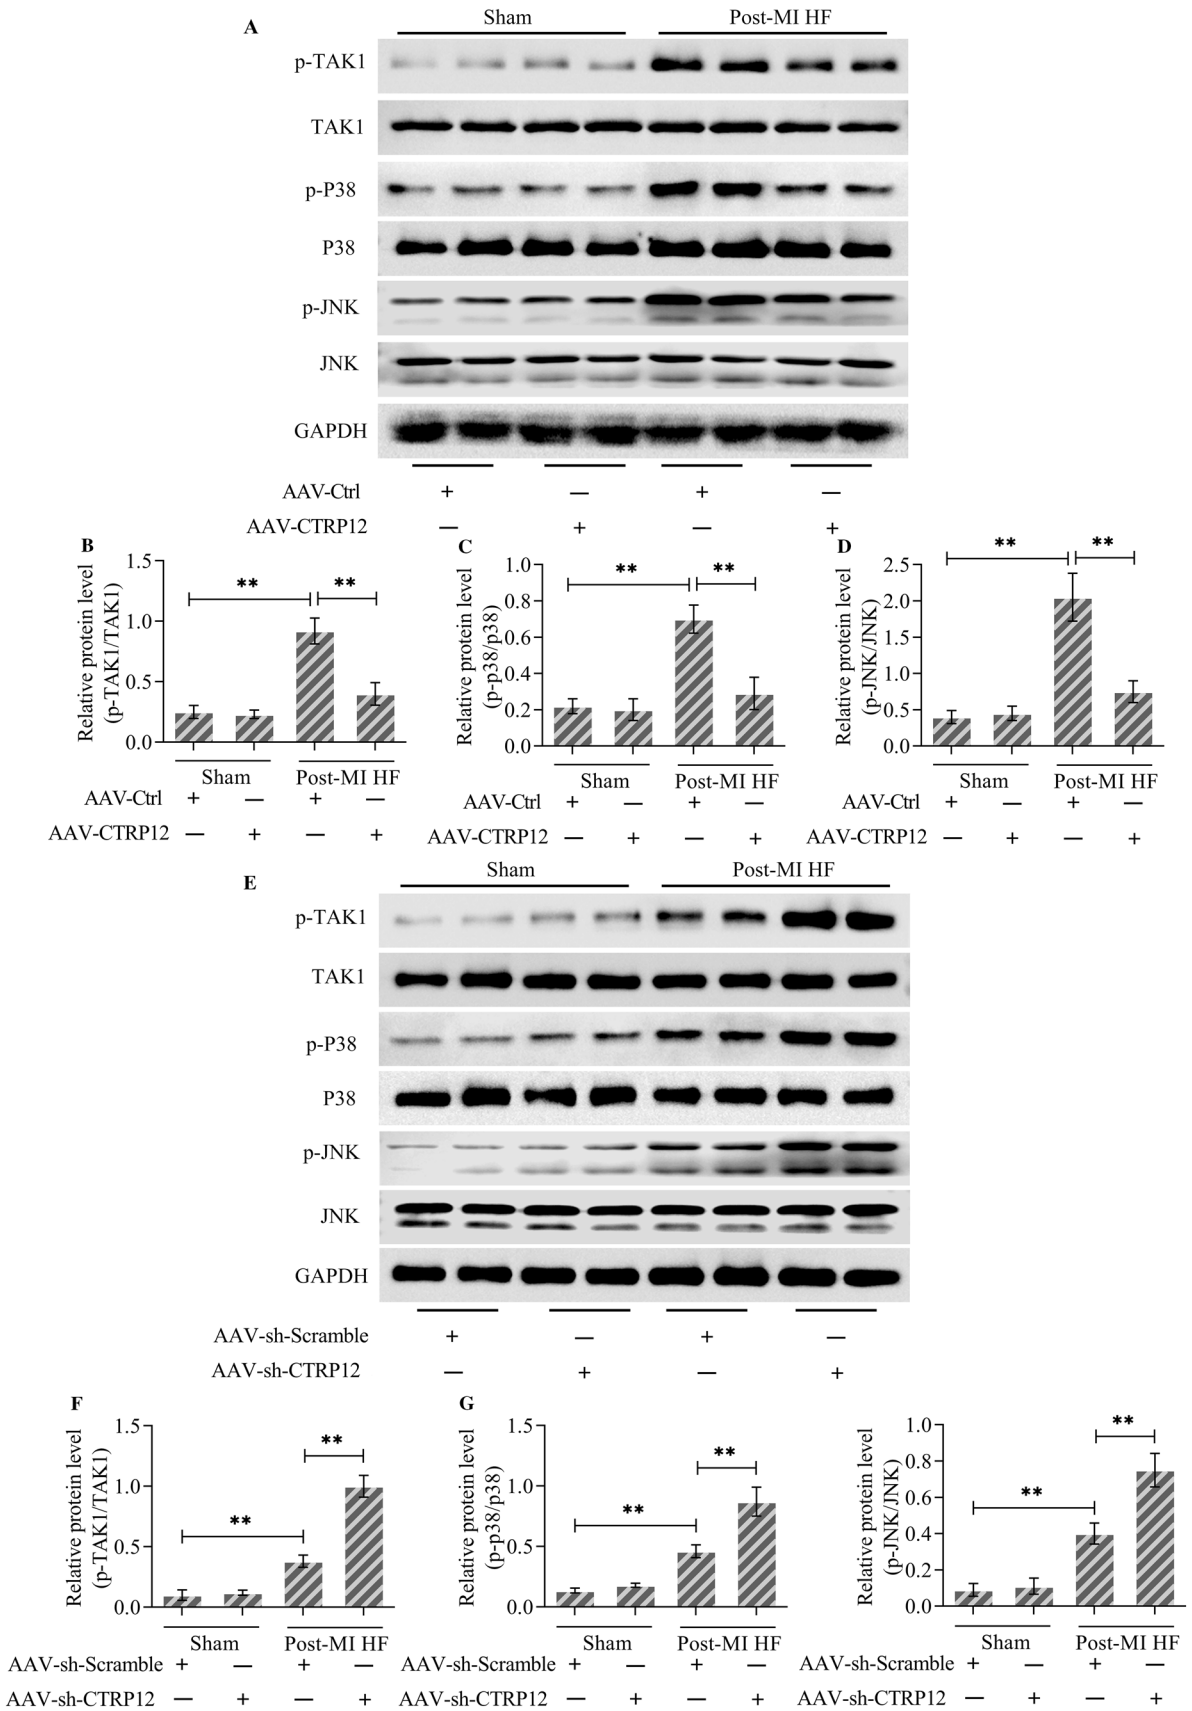 A
Sham Post-MI HF
p-TAK1
TAK1
p-P38
P38
p-JNK
JNK
GAPDH
AAV-Ctrl + — + —
AAV-CTRP12 — + — +
B
Relative protein level
(p-TAK1/TAK1)
1.5
1.0
0.5
0.0
** **
Sham Post-MI HF
AAV-Ctrl + — + —
AAV-CTRP12 — + — +
C
Relative protein level
(p-p38/p38)
1.0
0.8
0.6
0.4
0.2
0.0
** **
Sham Post-MI HF
AAV-Ctrl + — + —
AAV-CTRP12 — + — +
D
Relative protein level
(p-JNK/JNK)
2.5
2.0
1.5
1.0
0.5
0.0
** **
Sham Post-MI HF
AAV-Ctrl + — + —
AAV-CTRP12 — + — +
E
Sham Post-MI HF
p-TAK1
TAK1
p-P38
P38
p-JNK
JNK
GAPDH
AAV-sh-Scramble + — + —
AAV-sh-CTRP12 — + — +
F
Relative protein level
(p-TAK1/TAK1)
1.5
1.0
0.5
0.0
** **
Sham Post-MI HF
AAV-sh-Scramble + — + —
AAV-sh-CTRP12 — + — +
G
Relative protein level
(p-p38/p38)
1.5
1.0
0.5
0.0
** **
Sham Post-MI HF
AAV-sh-Scramble + — + —
AAV-sh-CTRP12 — + — +
Relative protein level
(p-JNK/JNK)
1.0
0.8
0.6
0.4
0.2
0.0
** **
Sham Post-MI HF
AAV-sh-Scramble + — + —
AAV-sh-CTRP12 — + — +